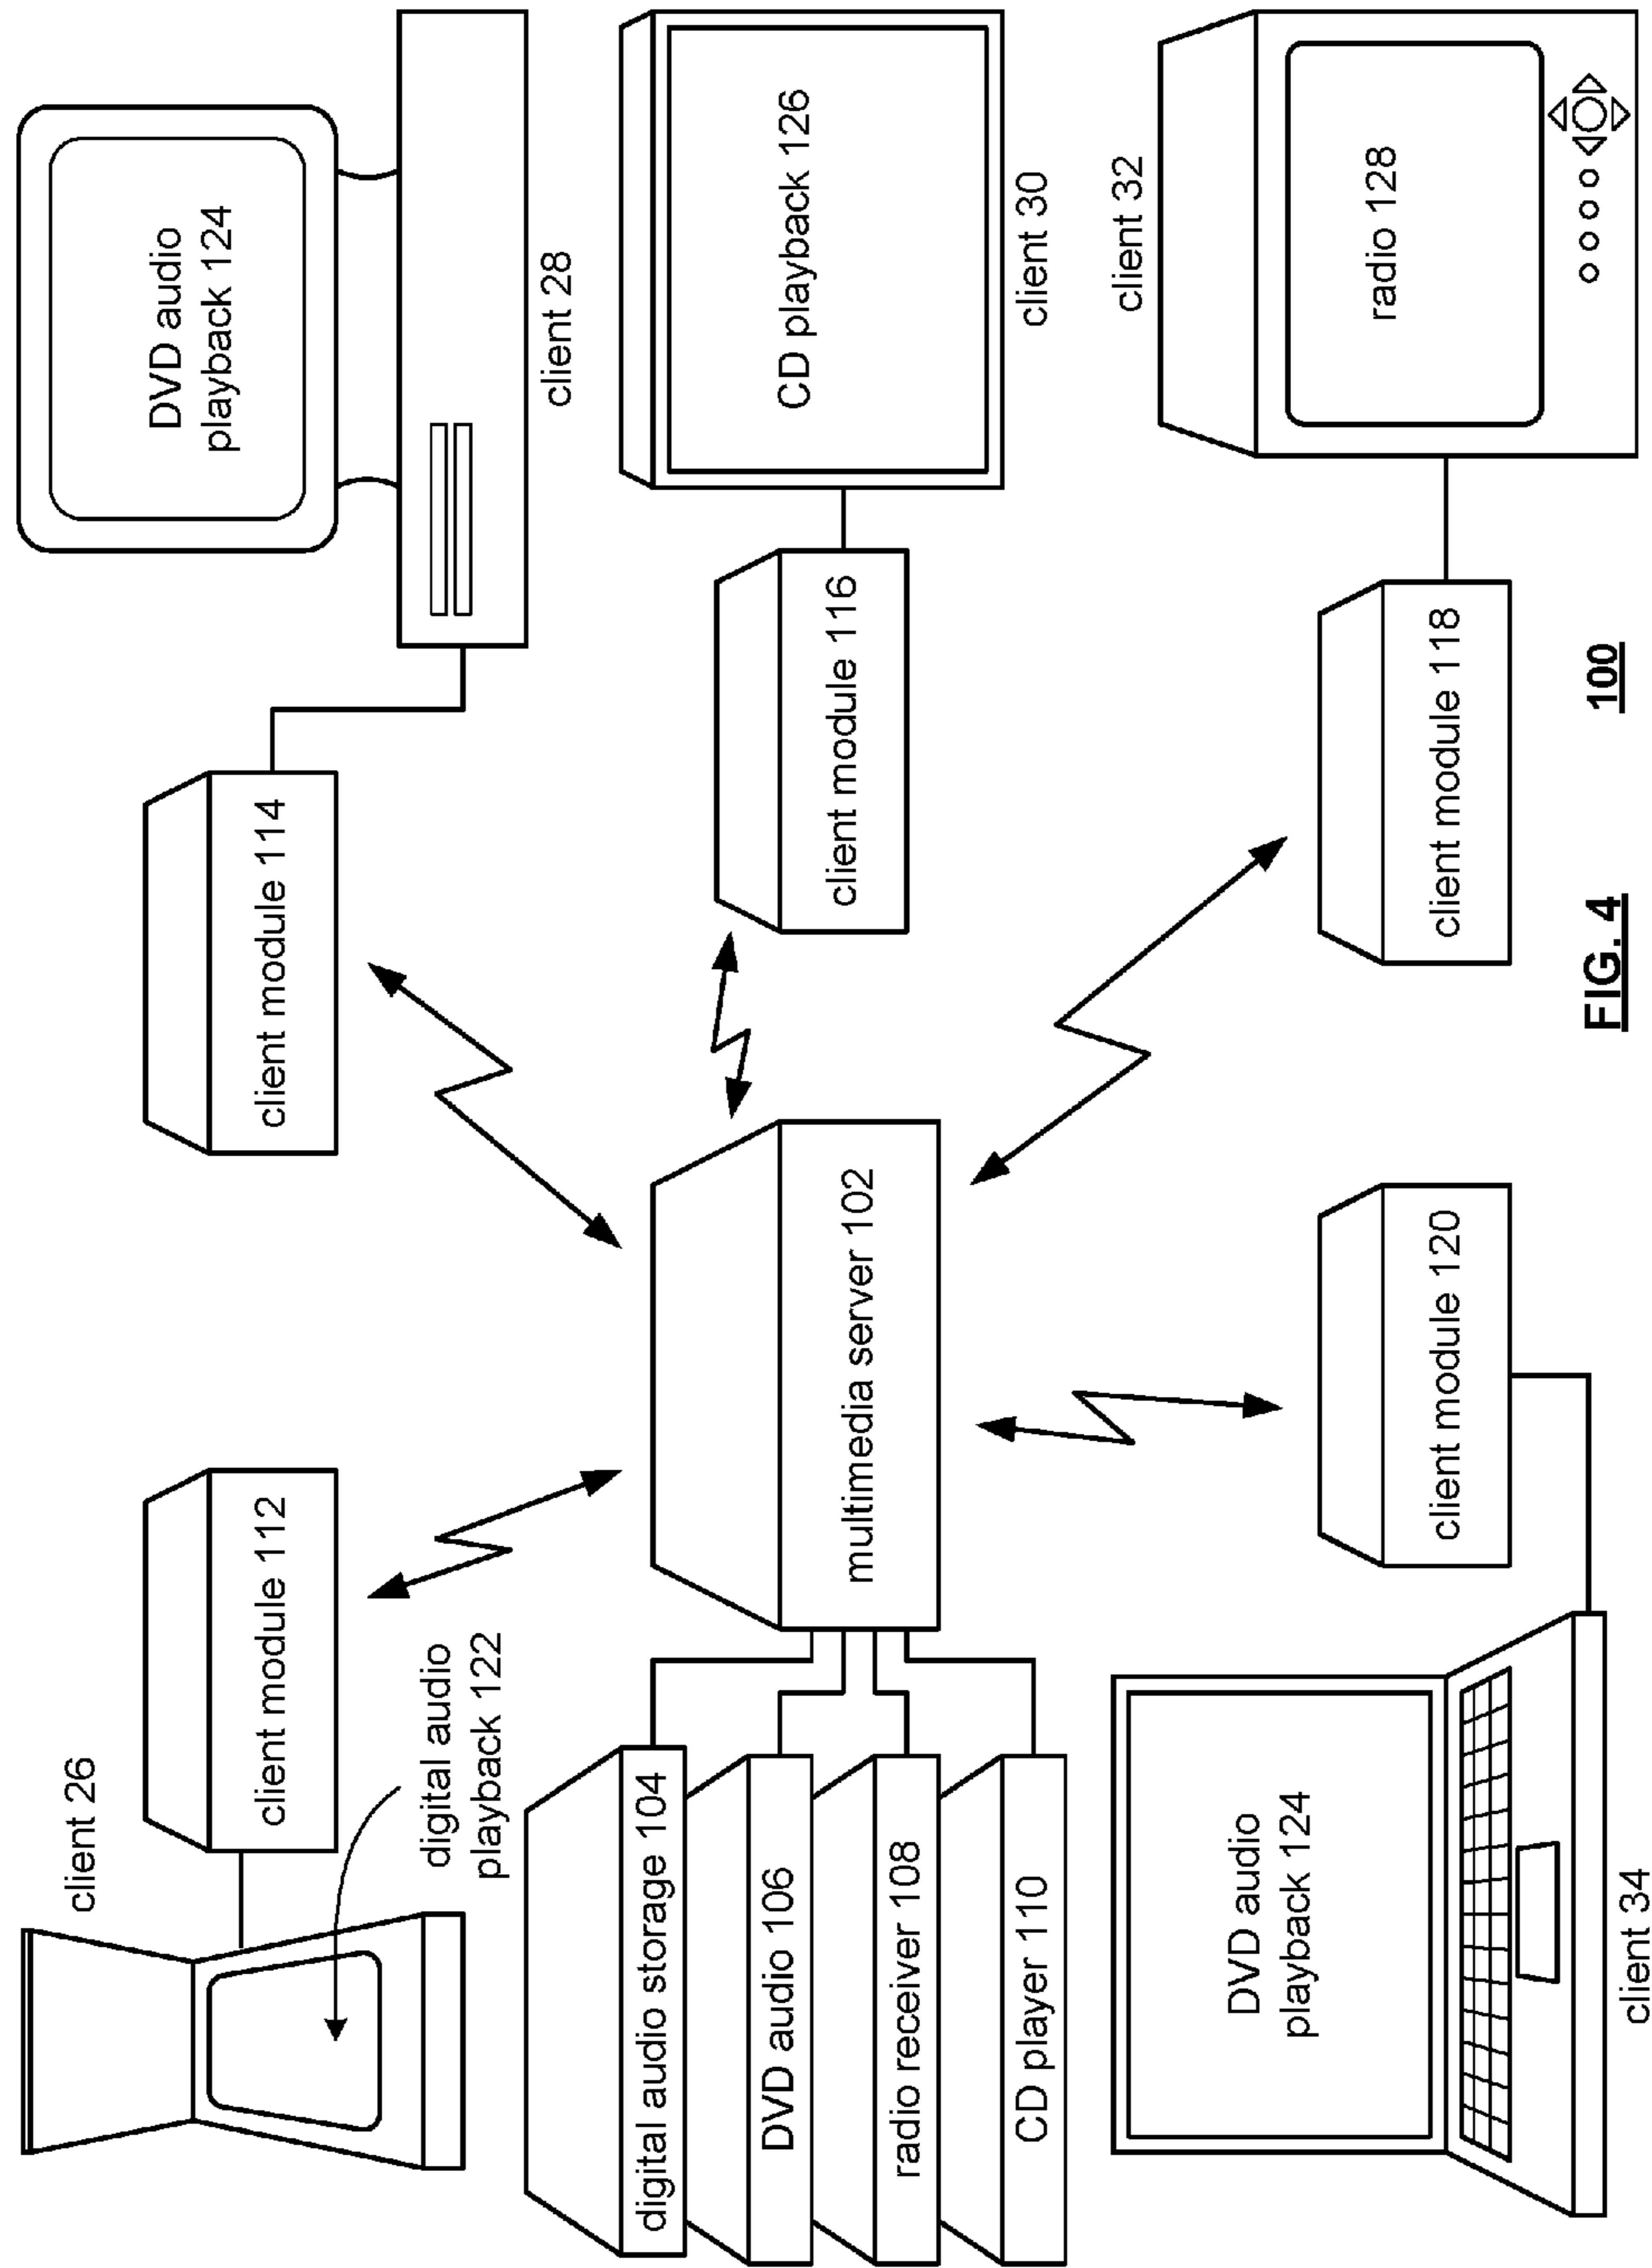 client 26
client module 112
client module 114
DVD audio
playback 124
client 28
digital audio
playback 122
digital audio storage 104
DVD audio 106
radio receiver 108
CD player 110
multimedia server 102
client module 116
CD playback 126
client 30
DVD audio
playback 124
client 34
client module 120
client module 118
client 32
radio 128
FIG. 4
100